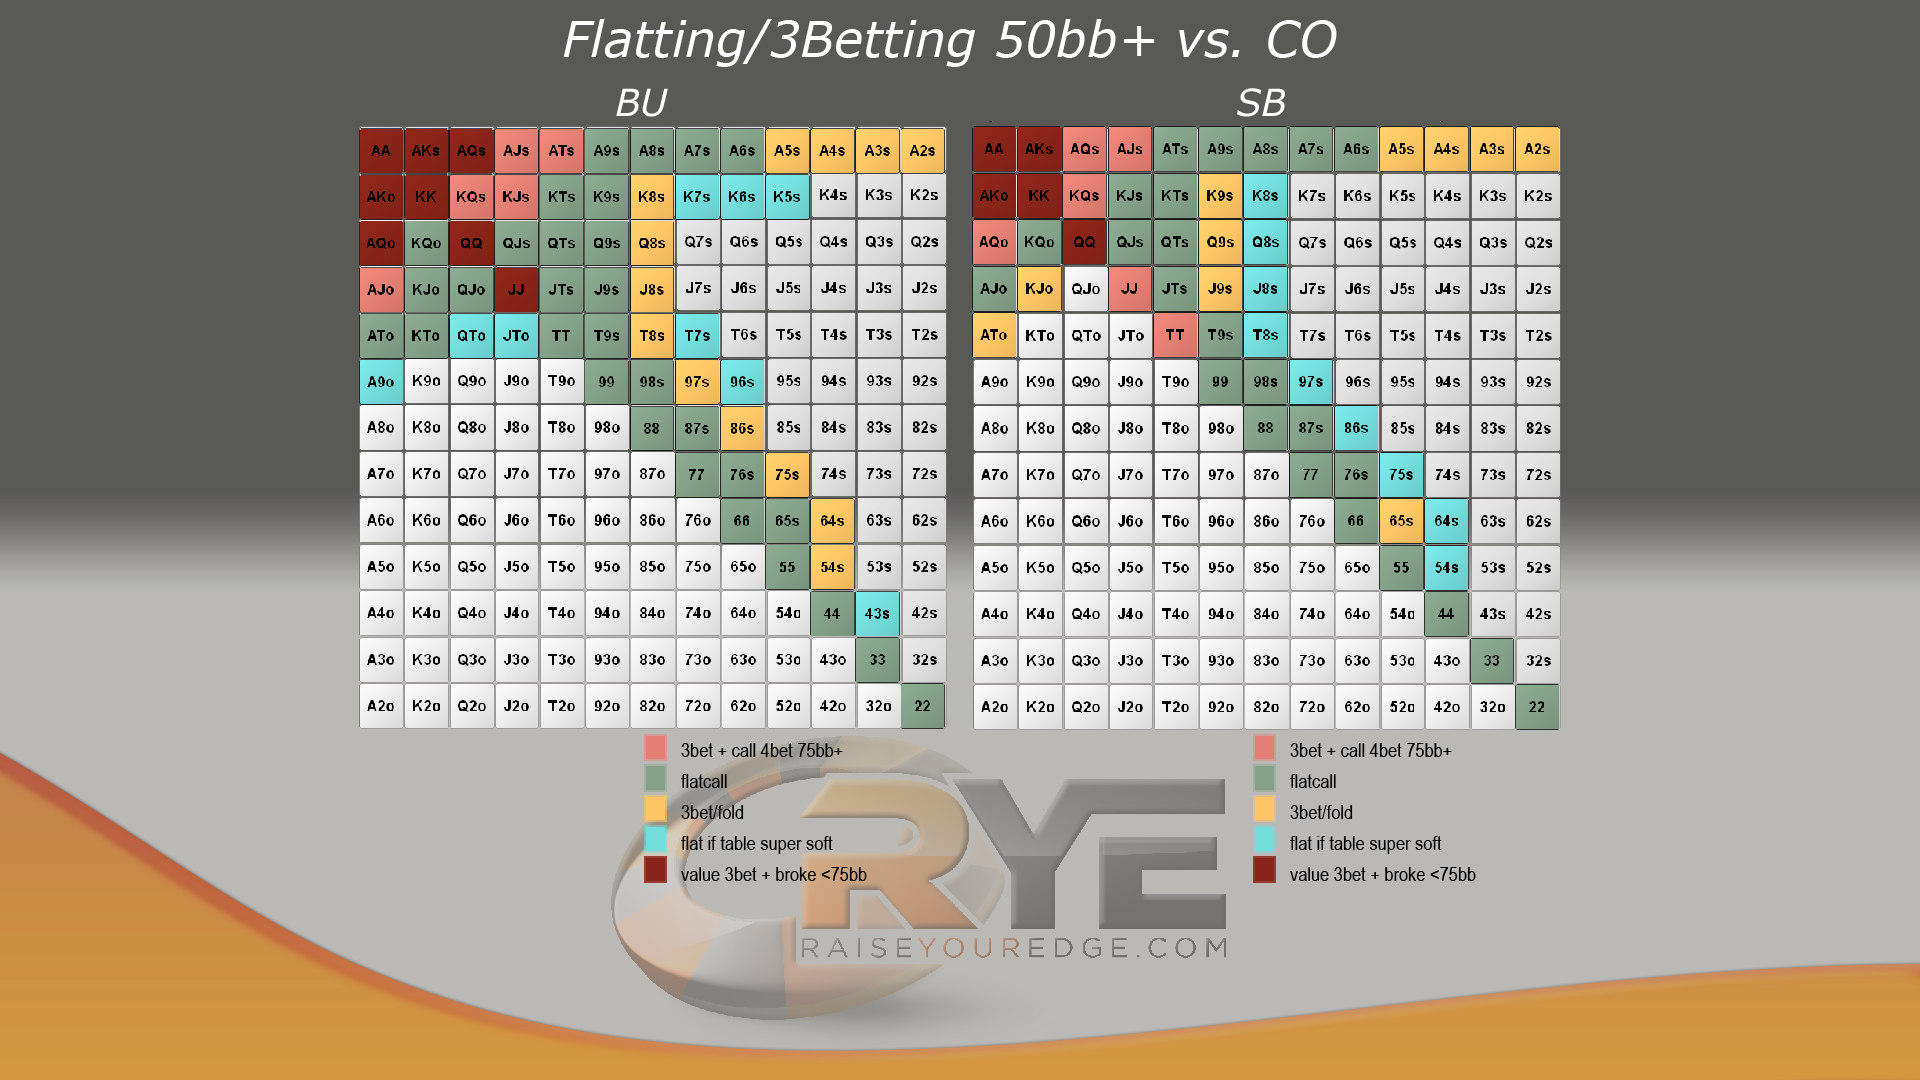 Flatting/3Betting 50bb+ vs. CO
BU
AA AKs AQs AJs ATs A9s A8s A7s A6s A5s A4s A3s A2s
AKo KK KQs KJs KTs K9s K8s K7s K6s K5s K4s K3s K2s
AQo KQo QQ QJs QTs Q9s Q8s Q7s Q6s Q5s Q4s Q3s Q2s
AJo KJo QJo JJ JTs J9s J8s J7s J6s J5s J4s J3s J2s
ATo KTo QTo JTo TT T9s T8s T7s T6s T5s T4s T3s T2s
A9o K9o Q9o J9o T9o 99 98s 97s 96s 95s 94s 93s 92s
A8o K8o Q8o J8o T8o 98o 88 87s 86s 85s 84s 83s 82s
A7o K7o Q7o J7o T7o 97o 87o 77 76s 75s 74s 73s 72s
A6o K6o Q6o J6o T6o 96o 86o 76o 66 65s 64s 63s 62s
A5o K5o Q5o J5o T5o 95o 85o 75o 65o 55 54s 53s 52s
A4o K4o Q4o J4o T4o 94o 84o 74o 64o 54o 44 43s 42s
A3o K3o Q3o J3o T3o 93o 83o 73o 63o 53o 43o 33 32s
A2o K2o Q2o J2o T2o 92o 82o 72o 62o 52o 42o 32o 22
3bet + call 4bet 75bb+
flatcall
3bet/fold
flat if table super soft
value 3bet + broke <75bb
SB
AA AKs AQs AJs ATs A9s A8s A7s A6s A5s A4s A3s A2s
AKo KK KQs KJs KTs K9s K8s K7s K6s K5s K4s K3s K2s
AQo KQo QQ QJs QTs Q9s Q8s Q7s Q6s Q5s Q4s Q3s Q2s
AJo KJo QJo JJ JTs J9s J8s J7s J6s J5s J4s J3s J2s
ATo KTo QTo JTo TT T9s T8s T7s T6s T5s T4s T3s T2s
A9o K9o Q9o J9o T9o 99 98s 97s 96s 95s 94s 93s 92s
A8o K8o Q8o J8o T8o 98o 88 87s 86s 85s 84s 83s 82s
A7o K7o Q7o J7o T7o 97o 87o 77 76s 75s 74s 73s 72s
A6o K6o Q6o J6o T6o 96o 86o 76o 66 65s 64s 63s 62s
A5o K5o Q5o J5o T5o 95o 85o 75o 65o 55 54s 53s 52s
A4o K4o Q4o J4o T4o 94o 84o 74o 64o 54o 44 43s 42s
A3o K3o Q3o J3o T3o 93o 83o 73o 63o 53o 43o 33 32s
A2o K2o Q2o J2o T2o 92o 82o 72o 62o 52o 42o 32o 22
3bet + call 4bet 75bb+
flatcall
3bet/fold
flat if table super soft
value 3bet + broke <75bb
RYE
RAISEYOUREDGE.COM